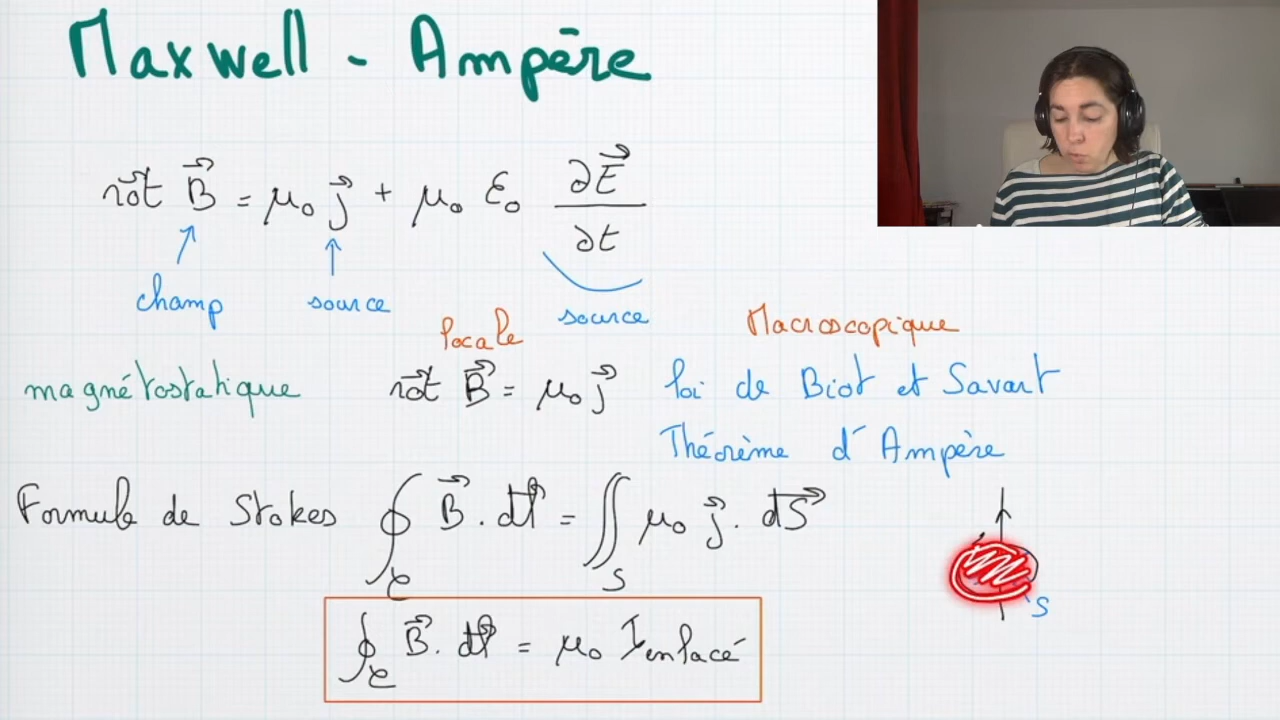 Maxwell - Ampère
rot B⃗ = μ₀ j⃗ + μ₀ ε₀ ∂E⃗/∂t
champ source source
locale Macroscopique
magnétostatique rot B⃗ = μ₀ j⃗ loi de Biot et Savart
Théorème d'Ampère
Formule de Stokes ∮_C B⃗ . dl⃗ = ∬_S μ₀ j⃗ . dS⃗
S
∮_C B⃗ . dl⃗ = μ₀ I enlacé